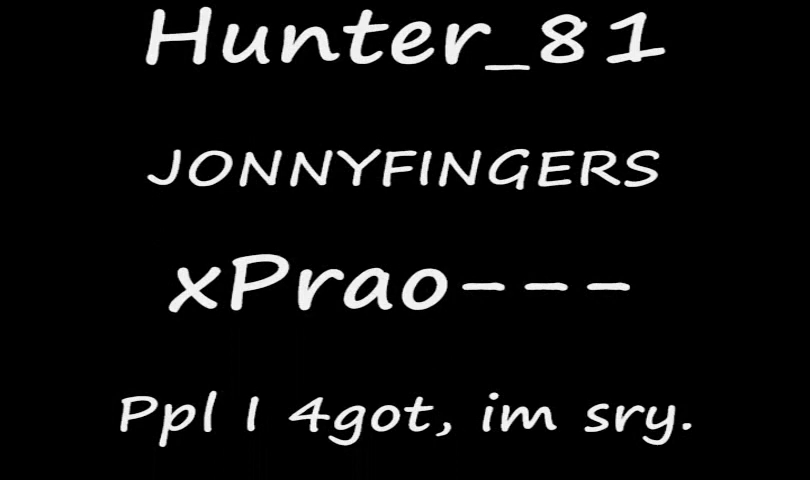 Hunter_81
JONNYFINGERS
xPrao---
Ppl I 4got, im sry.